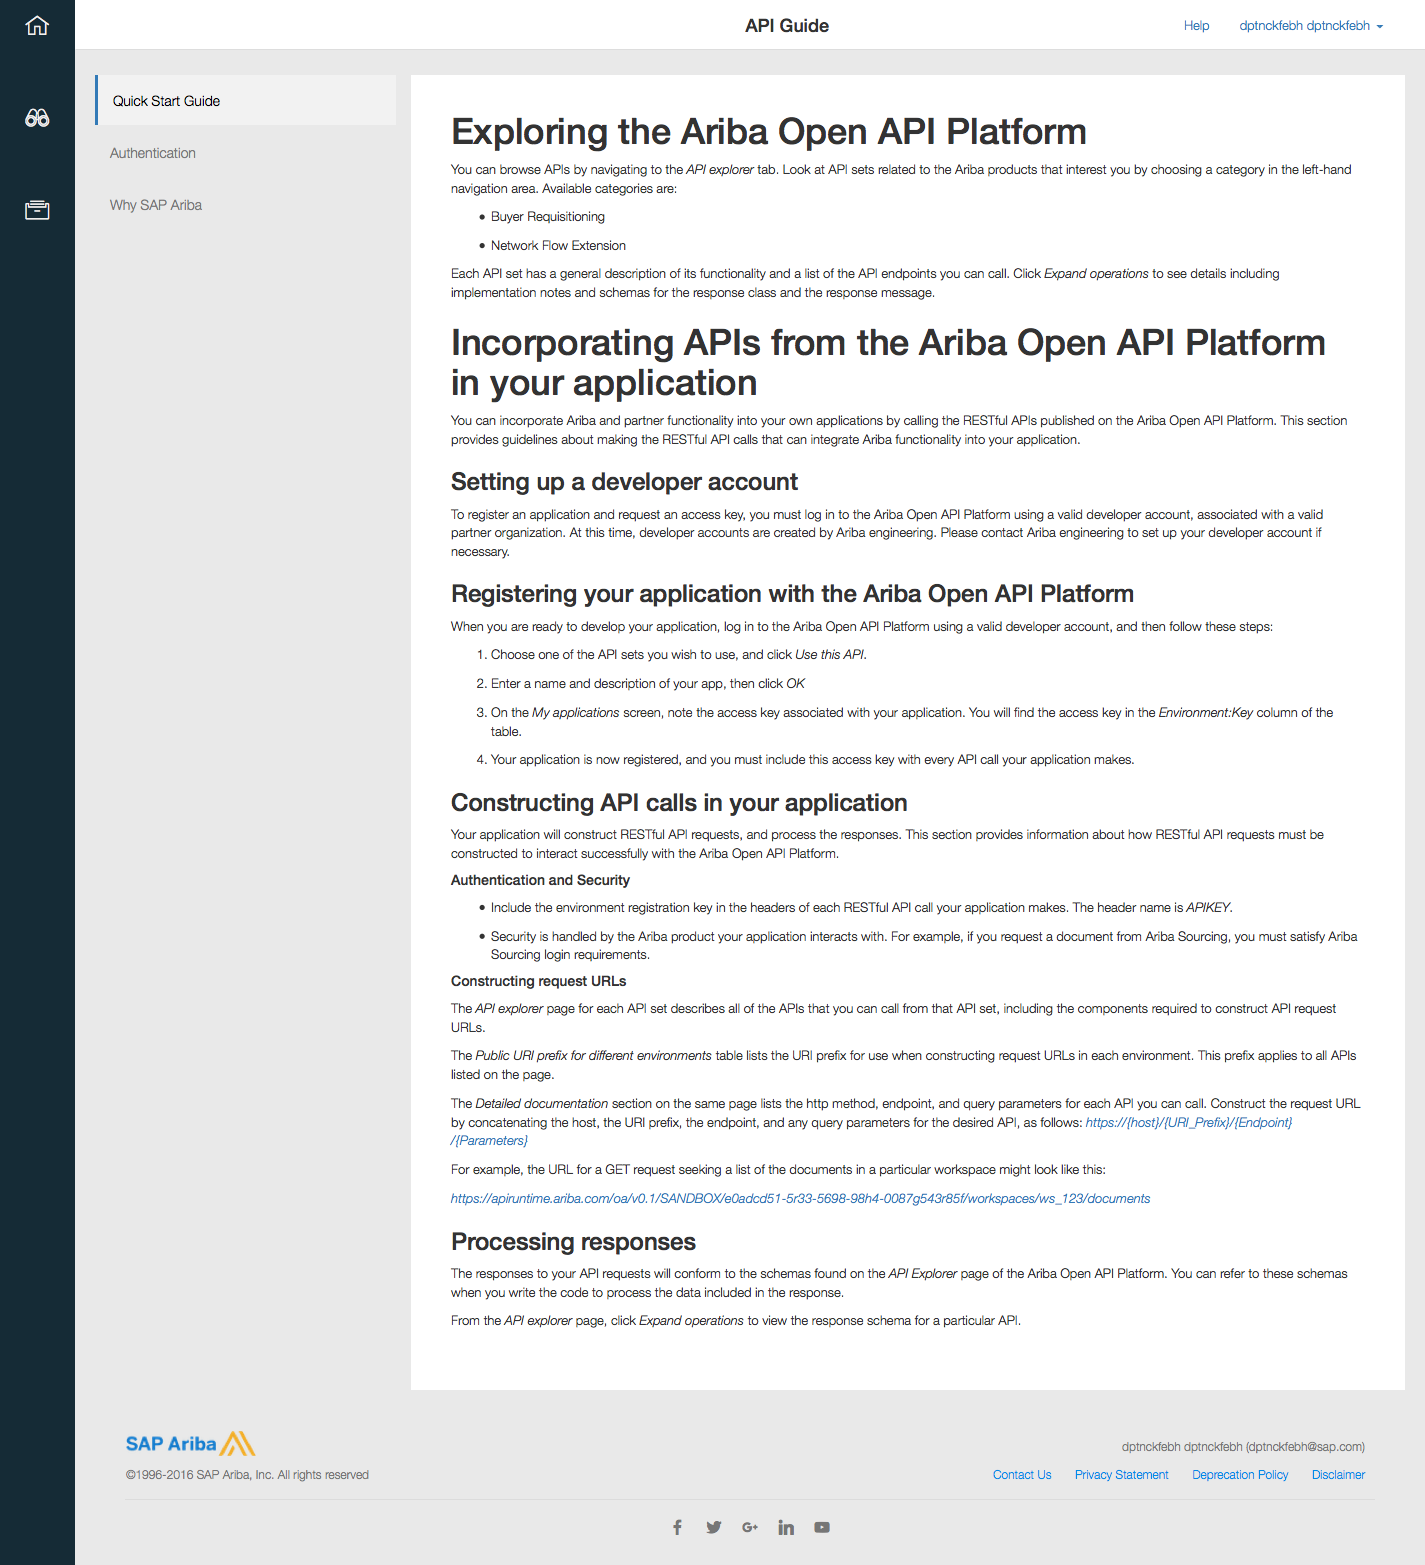 API Guide
Help
dptnckfebh dptnckfebh
Quick Start Guide
Authentication
Why SAP Ariba
Exploring the Ariba Open API Platform
You can browse APIs by navigating to the API explorer tab. Look at API sets related to the Ariba products that interest you by choosing a category in the left-hand
navigation area. Available categories are:
• Buyer Requisitioning
• Network Flow Extension
Each API set has a general description of its functionality and a list of the API endpoints you can call. Click Expand operations to see details including
implementation notes and schemas for the response class and the response message.
Incorporating APIs from the Ariba Open API Platform
in your application
You can incorporate Ariba and partner functionality into your own applications by calling the RESTful APIs published on the Ariba Open API Platform. This section
provides guidelines about making the RESTful API calls that can integrate Ariba functionality into your application.
Setting up a developer account
To register an application and request an access key, you must log in to the Ariba Open API Platform using a valid developer account, associated with a valid
partner organization. At this time, developer accounts are created by Ariba engineering. Please contact Ariba engineering to set up your developer account if
necessary.
Registering your application with the Ariba Open API Platform
When you are ready to develop your application, log in to the Ariba Open API Platform using a valid developer account, and then follow these steps:
1. Choose one of the API sets you wish to use, and click Use this API.
2. Enter a name and description of your app, then click OK
3. On the My applications screen, note the access key associated with your application. You will find the access key in the Environment:Key column of the
table.
4. Your application is now registered, and you must include this access key with every API call your application makes.
Constructing API calls in your application
Your application will construct RESTful API requests, and process the responses. This section provides information about how RESTful API requests must be
constructed to interact successfully with the Ariba Open API Platform.
Authentication and Security
• Include the environment registration key in the headers of each RESTful API call your application makes. The header name is APIKEY.
• Security is handled by the Ariba product your application interacts with. For example, if you request a document from Ariba Sourcing, you must satisfy Ariba
Sourcing login requirements.
Constructing request URLs
The API explorer page for each API set describes all of the APIs that you can call from that API set, including the components required to construct API request
URLs.
The Public URI prefix for different environments table lists the URI prefix for use when constructing request URLs in each environment. This prefix applies to all APIs
listed on the page.
The Detailed documentation section on the same page lists the http method, endpoint, and query parameters for each API you can call. Construct the request URL
by concatenating the host, the URI prefix, the endpoint, and any query parameters for the desired API, as follows: https://{host}/{URI_Prefix}/{Endpoint}
/{Parameters}
For example, the URL for a GET request seeking a list of the documents in a particular workspace might look like this:
https://apiruntime.ariba.com/oa/v0.1/SANDBOX/e0adcd51-5r33-5698-98h4-0087g543r85f/workspaces/ws_123/documents
Processing responses
The responses to your API requests will conform to the schemas found on the API Explorer page of the Ariba Open API Platform. You can refer to these schemas
when you write the code to process the data included in the response.
From the API explorer page, click Expand operations to view the response schema for a particular API.
SAP Ariba
dptnckfebh dptnckfebh (dptnckfebh@sap.com)
©1996-2016 SAP Ariba, Inc. All rights reserved
Contact Us
Privacy Statement
Deprecation Policy
Disclaimer